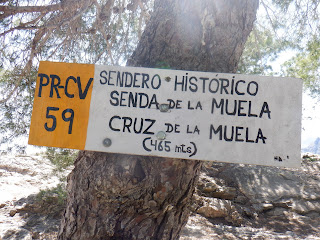 PR-CV
59
SENDERO HISTÓRICO
SENDA DE LA MUELA
CRUZ DE LA MUELA
(465 mts.)